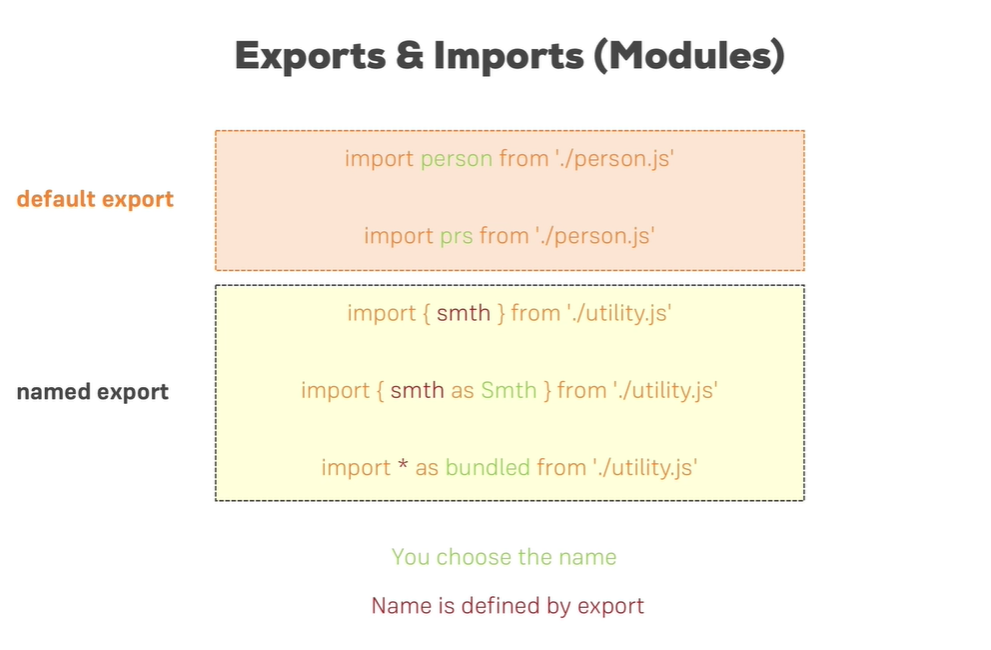 Exports & Imports (Modules)
default export
import person from './person.js'
import prs from './person.js'
named export
import { smth } from './utility.js'
import { smth as Smth } from './utility.js'
import * as bundled from './utility.js'
You choose the name
Name is defined by export